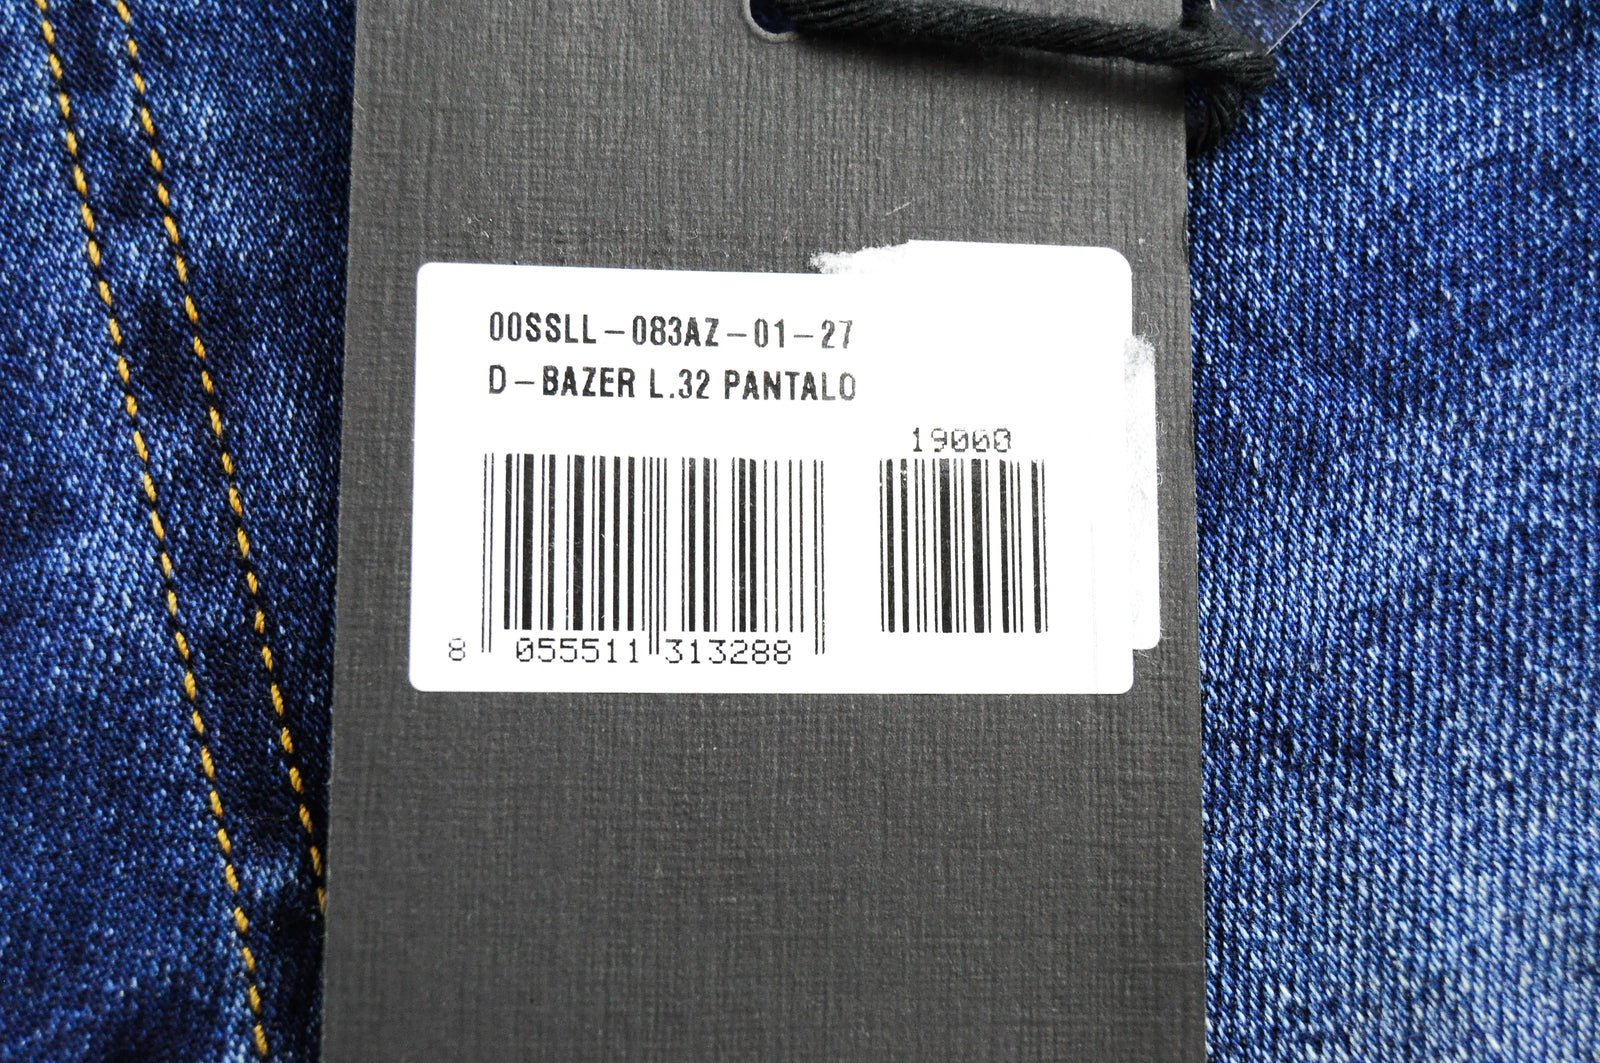 00SSLL-083AZ-01-27
D-BAZER L.32 PANTALO
19000
8 055511 313288